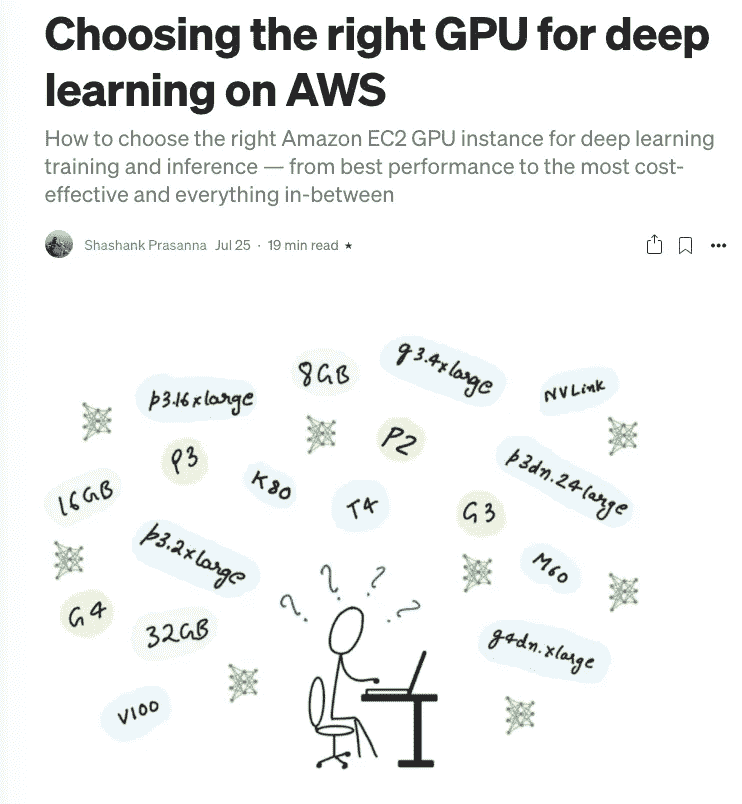 Choosing the right GPU for deep
learning on AWS
How to choose the right Amazon EC2 GPU instance for deep learning
training and inference — from best performance to the most cost-
effective and everything in-between
Shashank Prasanna Jul 25 · 19 min read ★
8GB
g3.4xlarge
NVLink
p3.16xlarge
P2
P3
p3dn.24large
K80
16GB
T4
G3
p3.2xlarge
M60
G4
32GB
? ? ? ?
g4dn.xlarge
V100